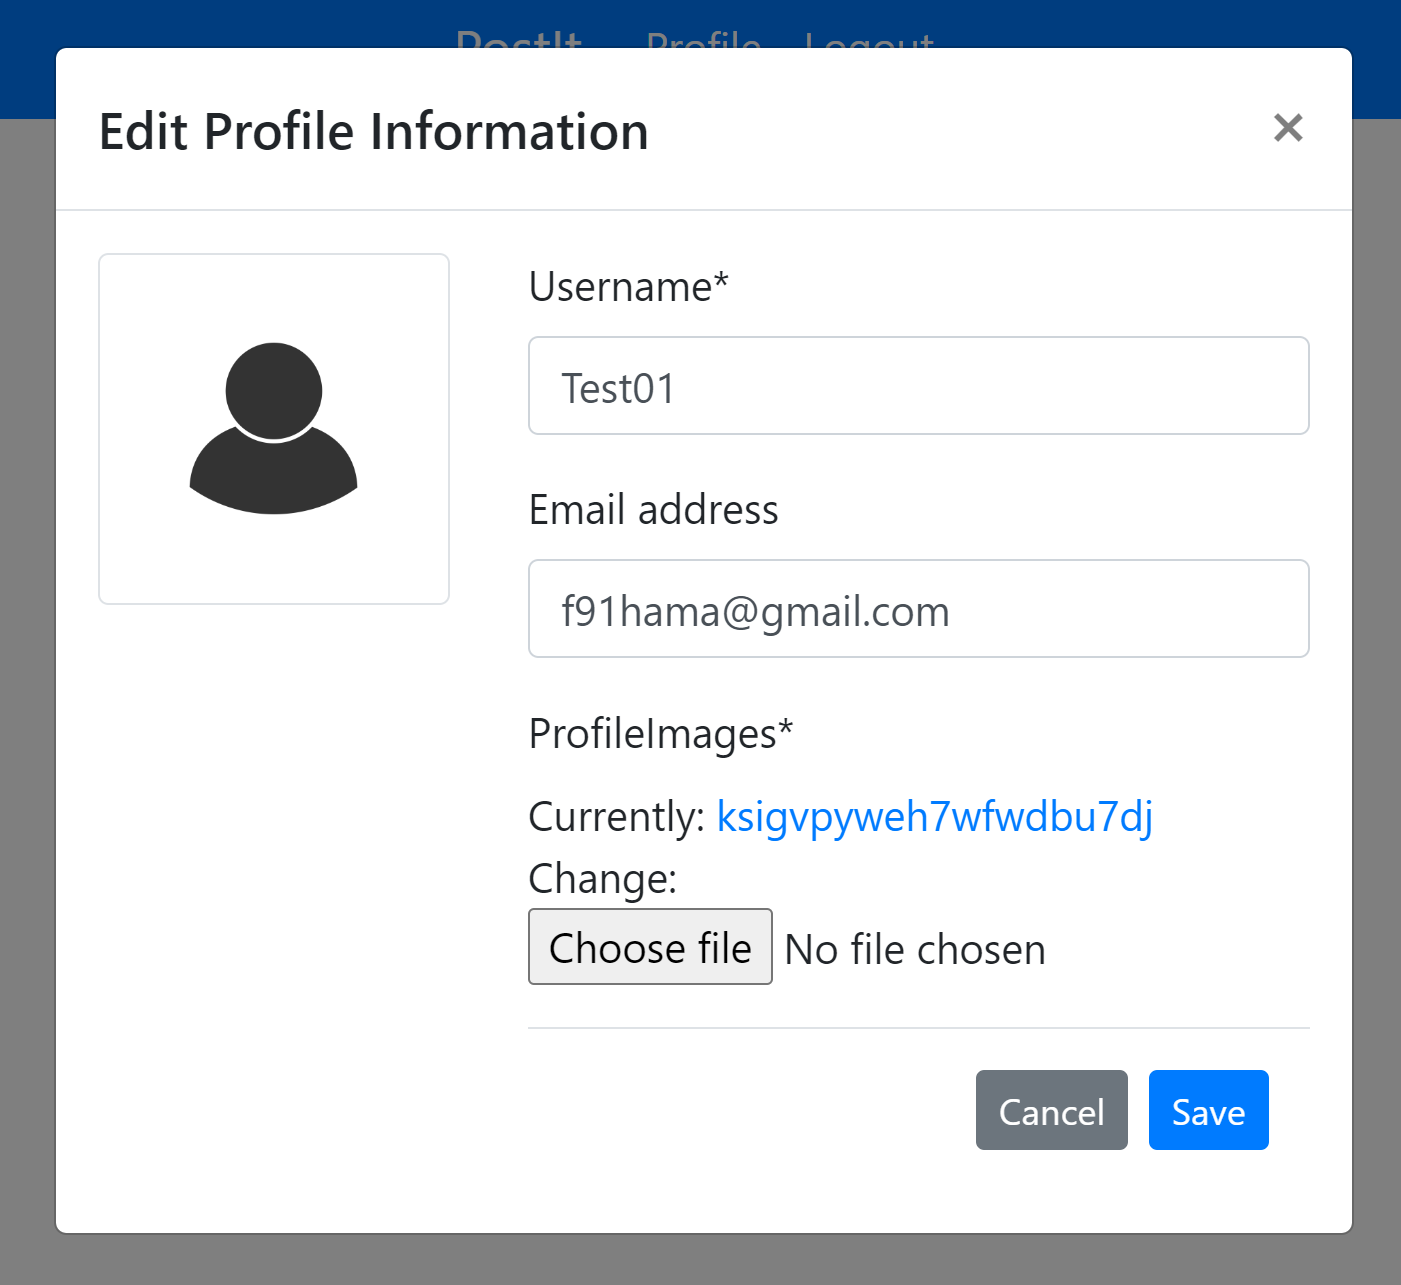 PostIt Profile Logout
Edit Profile Information ×
Username*
Test01
Email address
f91hama@gmail.com
ProfileImages*
Currently: ksigvpyweh7wfwdbu7dj
Change:
Choose file No file chosen
Cancel Save